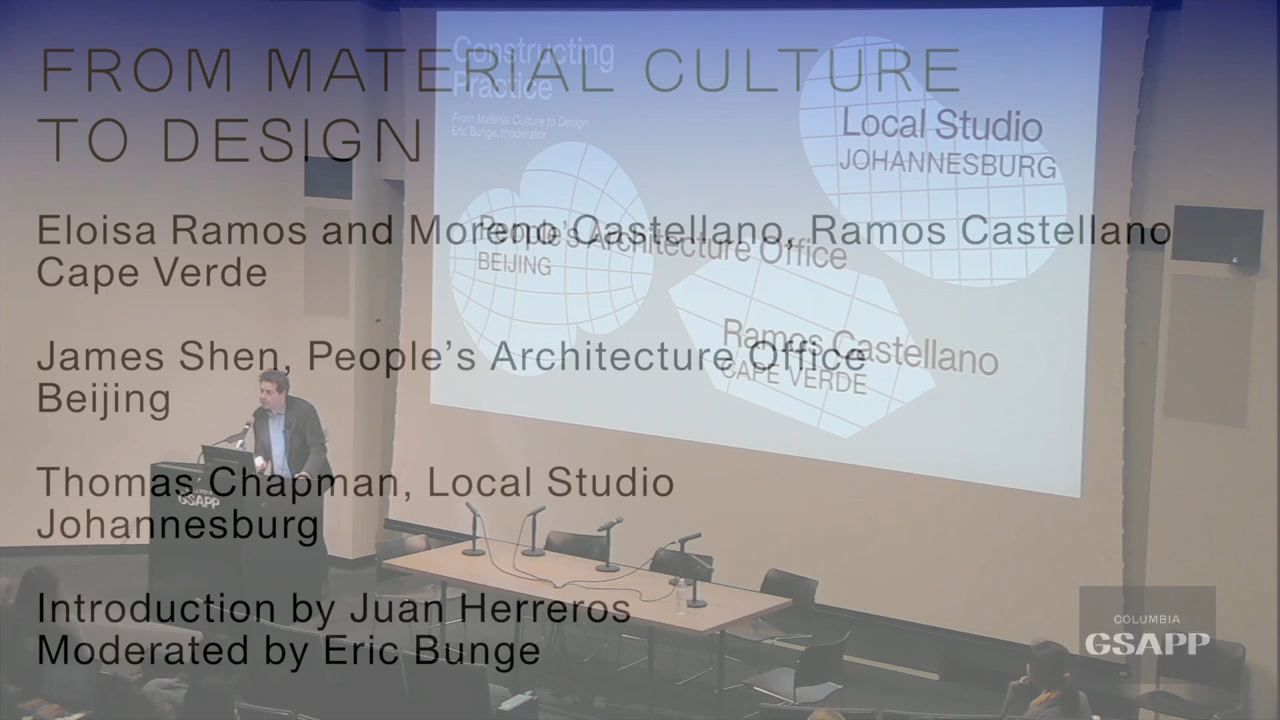 FROM MATERIAL CULTURE
TO DESIGN
Eloisa Ramos and Moreno Castellano, Ramos Castellano
Cape Verde
James Shen, People's Architecture Office
Beijing
Thomas Chapman, Local Studio
Johannesburg
Introduction by Juan Herreros
Moderated by Eric Bunge
Constructing
Practice
From Material Culture to Design
Eric Bunge, moderator
Local Studio
JOHANNESBURG
People's Architecture Office
BEIJING
Ramos Castellano
CAPE VERDE
GSAPP
COLUMBIA
GSAPP